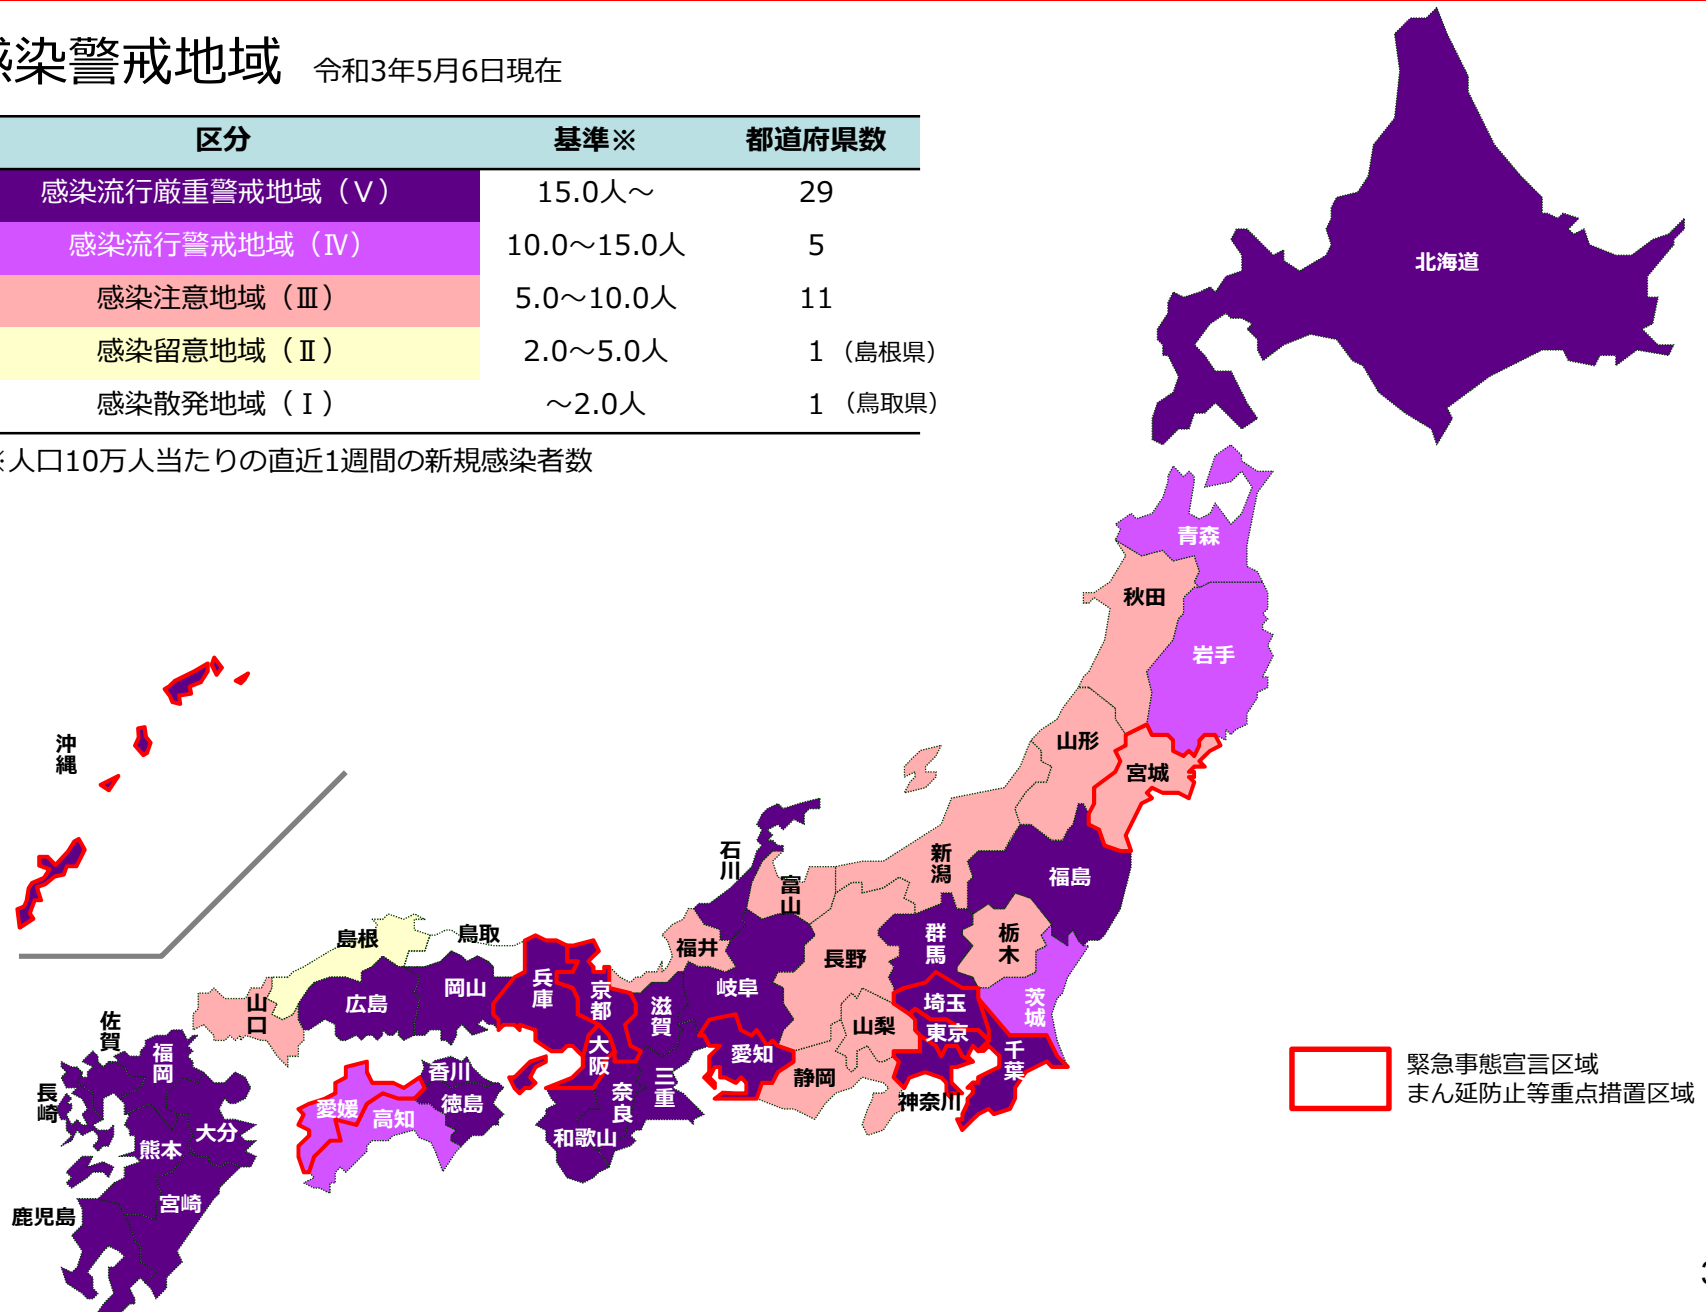 感染警戒地域 令和3年5月6日現在
区分 基準※ 都道府県数
感染流行厳重警戒地域（Ⅴ） 15.0人～ 29
感染流行警戒地域（Ⅳ） 10.0～15.0人 5
感染注意地域（Ⅲ） 5.0～10.0人 11
感染留意地域（Ⅱ） 2.0～5.0人 1（島根県）
感染散発地域（Ⅰ） ～2.0人 1（鳥取県）
※人口10万人当たりの直近1週間の新規感染者数
北海道
青森
秋田
岩手
山形
宮城
新潟
福島
石川
富山
福井
群馬
栃木
茨城
長野
岐阜
埼玉
東京
千葉
神奈川
山梨
静岡
愛知
滋賀
三重
京都
大阪
奈良
和歌山
兵庫
鳥取
島根
岡山
広島
山口
香川
徳島
愛媛
高知
福岡
佐賀
長崎
大分
熊本
宮崎
鹿児島
沖縄
緊急事態宣言区域
まん延防止等重点措置区域